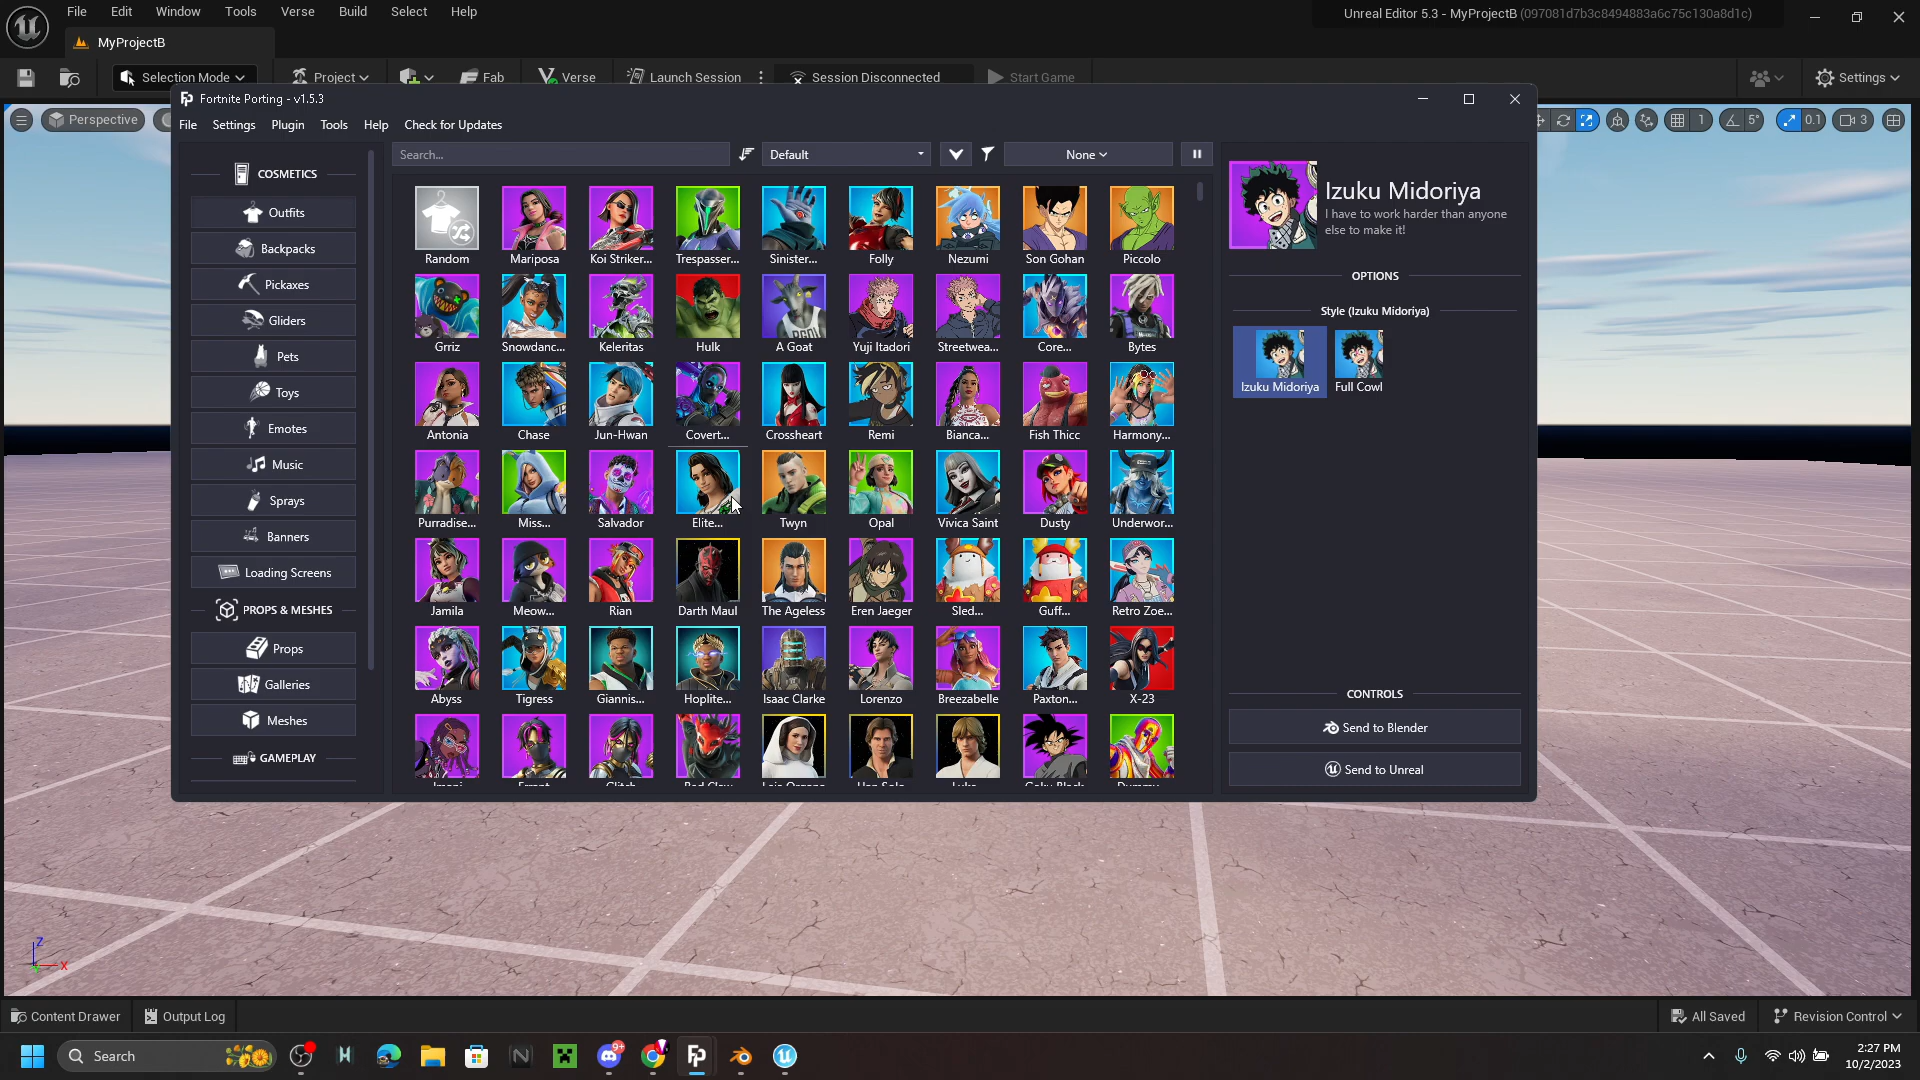 File Edit Window Tools Verse Build Select Help
Unreal Editor 5.3 - MyProjectB (097081d7b3c8494883a6c75c130a8d1c)
MyProjectB
Selection Mode Project Fab Verse Launch Session Session Disconnected Start Game Settings
Fortnite Porting - v1.5.3
Perspective
1 5° 0.1 3
File Settings Plugin Tools Help Check for Updates
COSMETICS
Outfits
Backpacks
Pickaxes
Gliders
Pets
Toys
Emotes
Music
Sprays
Banners
Loading Screens
PROPS & MESHES
Props
Galleries
Meshes
GAMEPLAY
Search... Default None
Random Mariposa Koi Striker... Trespasser... Sinister... Folly Nezumi Son Gohan Piccolo
Grriz Snowdanc... Keleritas Hulk A Goat Yuji Itadori Streetwea... Core... Bytes
Antonia Chase Jun-Hwan Covert... Crossheart Remi Bianca... Fish Thicc Harmony...
Purradise... Miss... Salvador Elite... Twyn Opal Vivica Saint Dusty Underwor...
Jamila Meow... Rian Darth Maul The Ageless Eren Jaeger Sled... Guff... Retro Zoe...
Abyss Tigress Giannis... Hoplite... Isaac Clarke Lorenzo Breezabelle Paxton... X-23
Izuku Midoriya
I have to work harder than anyone
else to make it!
OPTIONS
Style (Izuku Midoriya)
Izuku Midoriya Full Cowl
CONTROLS
Send to Blender
Send to Unreal
Z
X
Content Drawer Output Log All Saved Revision Control
Search
9+
2:27 PM
10/2/2023